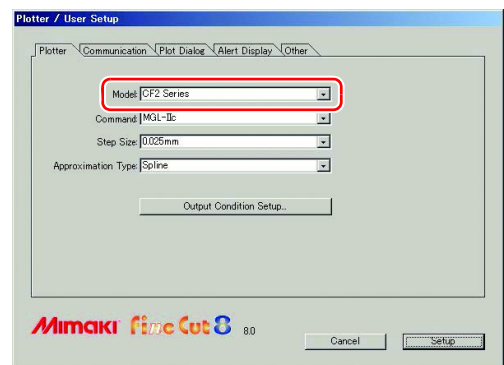 Plotter / User Setup
Plotter Communication Plot Dialog Alert Display Other
Model: CF2 Series
Command: MGL-IIc
Step Size: 0.025mm
Approximation Type: Spline
Output Condition Setup...
Mimaki Fine Cut 8 8.0
Cancel Setup